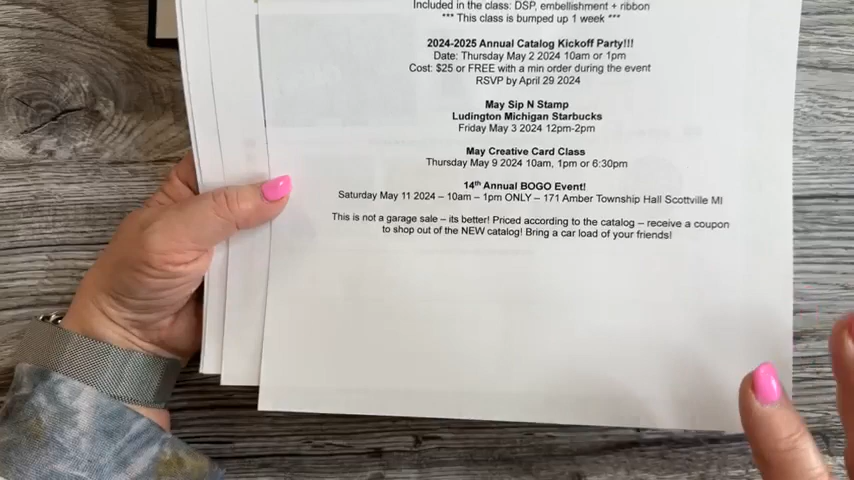 Included in the class: DSP, embellishment + ribbon
*** This class is bumped up 1 week ***
2024-2025 Annual Catalog Kickoff Party!!!
Date: Thursday May 2 2024 10am or 1pm
Cost: $25 or FREE with a min order during the event
RSVP by April 29 2024
May Sip N Stamp
Ludington Michigan Starbucks
Friday May 3 2024 12pm-2pm
May Creative Card Class
Thursday May 9 2024 10am, 1pm or 6:30pm
14th Annual BOGO Event!
Saturday May 11 2024 – 10am – 1pm ONLY – 171 Amber Township Hall Scottville MI
This is not a garage sale – its better! Priced according to the catalog – receive a coupon
to shop out of the NEW catalog! Bring a car load of your friends!